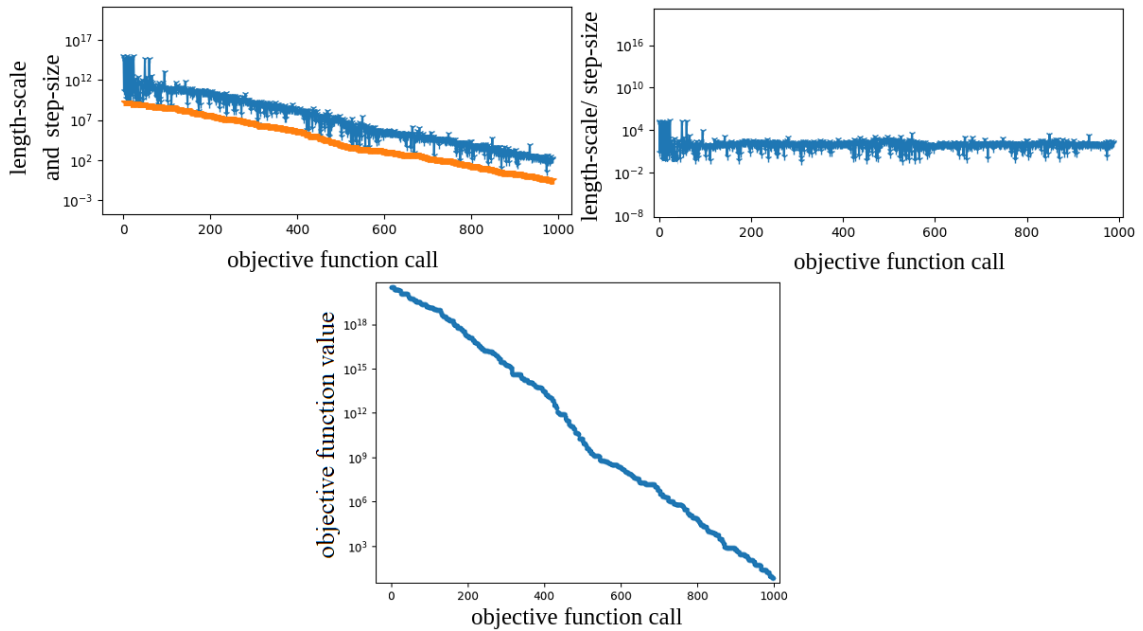 length-scale
and step-size
10^17
10^12
10^7
10^2
10^-3
0 200 400 600 800 1000
objective function call
length-scale/ step-size
10^16
10^10
10^4
10^-2
10^-8
0 200 400 600 800 1000
objective function call
objective function value
10^18
10^15
10^12
10^9
10^6
10^3
0 200 400 600 800 1000
objective function call